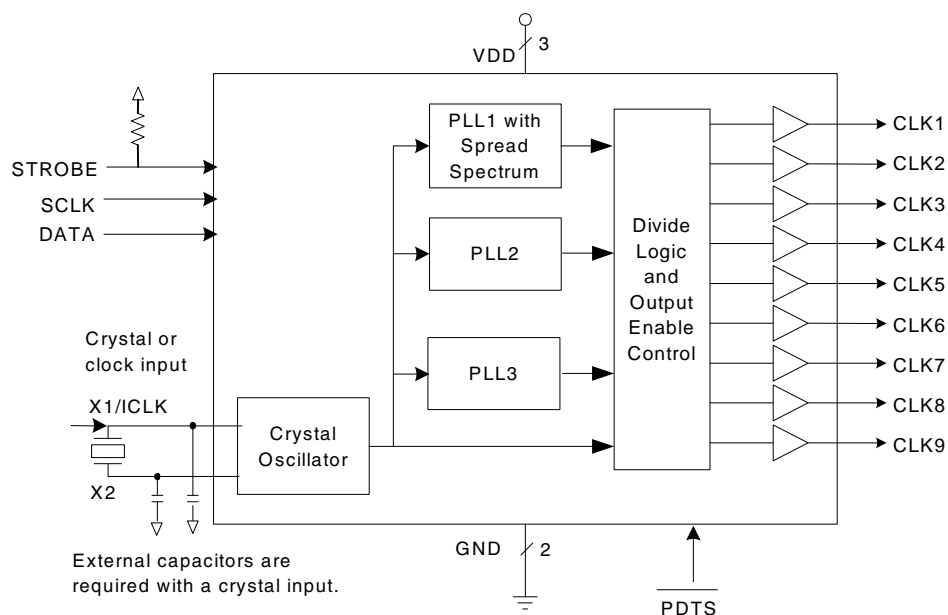 VDD
3
STROBE
SCLK
DATA
PLL1 with
Spread
Spectrum
PLL2
PLL3
Divide
Logic
and
Output
Enable
Control
CLK1
CLK2
CLK3
CLK4
CLK5
CLK6
CLK7
CLK8
CLK9
Crystal or
clock input
X1/ICLK
X2
Crystal
Oscillator
External capacitors are
required with a crystal input.
GND
2
PDTS